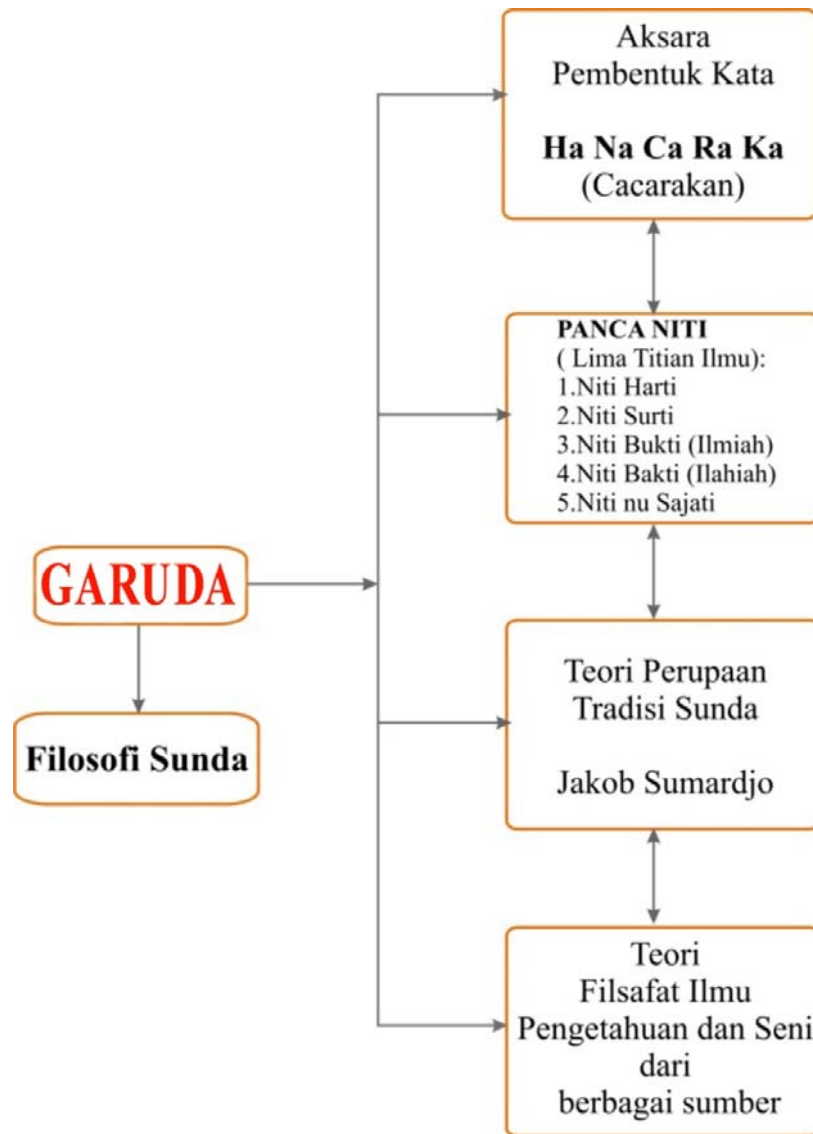 GARUDA
Filosofi Sunda
Aksara
Pembentuk Kata
Ha Na Ca Ra Ka
(Cacarakan)
PANCA NITI
( Lima Titian Ilmu):
1.Niti Harti
2.Niti Surti
3.Niti Bukti (Ilmiah)
4.Niti Bakti (Ilahiah)
5.Niti nu Sajati
Teori Perupaan
Tradisi Sunda
Jakob Sumardjo
Teori
Filsafat Ilmu
Pengetahuan dan Seni
dari
berbagai sumber